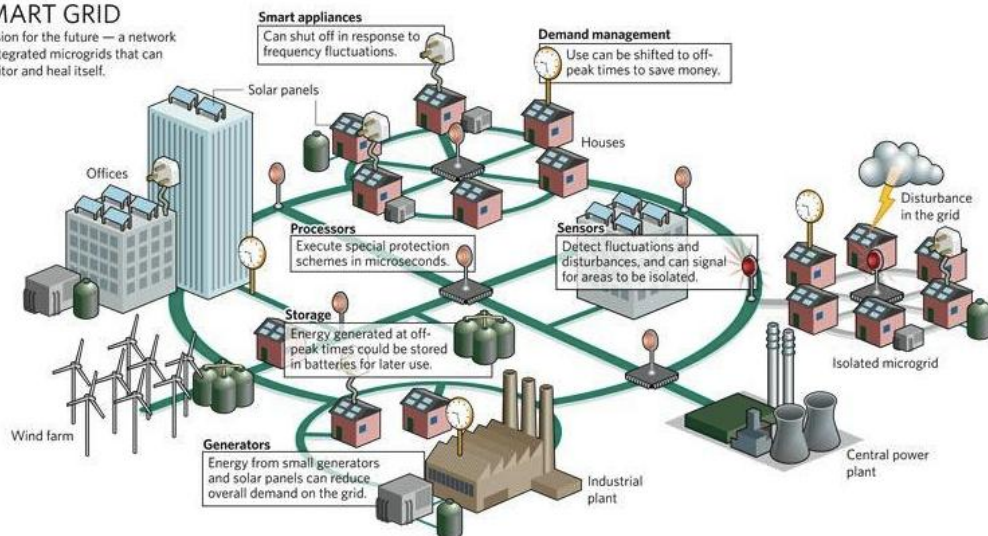 MART GRID
sion for the future — a network
ntegrated microgrids that can
itor and heal itself.
Smart appliances
Can shut off in response to
frequency fluctuations.
Demand management
Use can be shifted to off-
peak times to save money.
Solar panels
Houses
Offices
Disturbance
in the grid
Processors
Execute special protection
schemes in microseconds.
Sensors
Detect fluctuations and
disturbances, and can signal
for areas to be isolated.
Storage
Energy generated at off-
peak times could be stored
in batteries for later use.
Isolated microgrid
Wind farm
Generators
Energy from small generators
and solar panels can reduce
overall demand on the grid.
Industrial
plant
Central power
plant